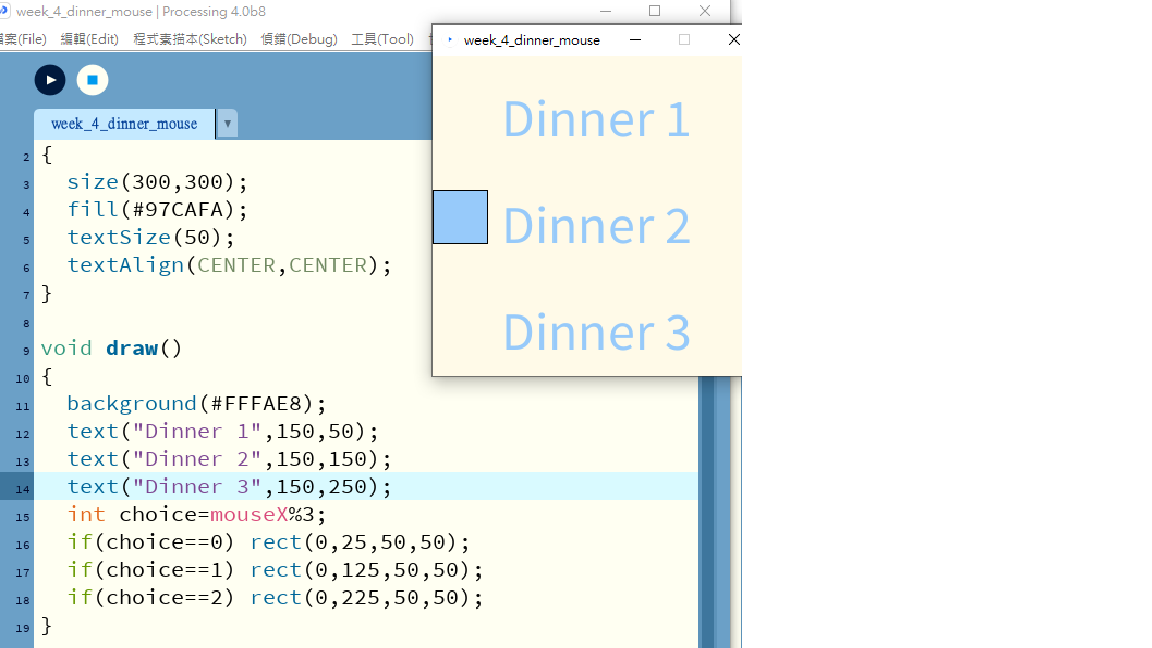 week_4_dinner_mouse | Processing 4.0b8
檔案(File) 編輯(Edit) 程式素描本(Sketch) 偵錯(Debug) 工具(Tool)
week_4_dinner_mouse
2 {
3 size(300,300);
4 fill(#97CAFA);
5 textSize(50);
6 textAlign(CENTER,CENTER);
7 }
8
9 void draw()
10 {
11 background(#FFFAE8);
12 text("Dinner 1",150,50);
13 text("Dinner 2",150,150);
14 text("Dinner 3",150,250);
15 int choice=mouseX%3;
16 if(choice==0) rect(0,25,50,50);
17 if(choice==1) rect(0,125,50,50);
18 if(choice==2) rect(0,225,50,50);
19 }
week_4_dinner_mouse
Dinner 1
Dinner 2
Dinner 3